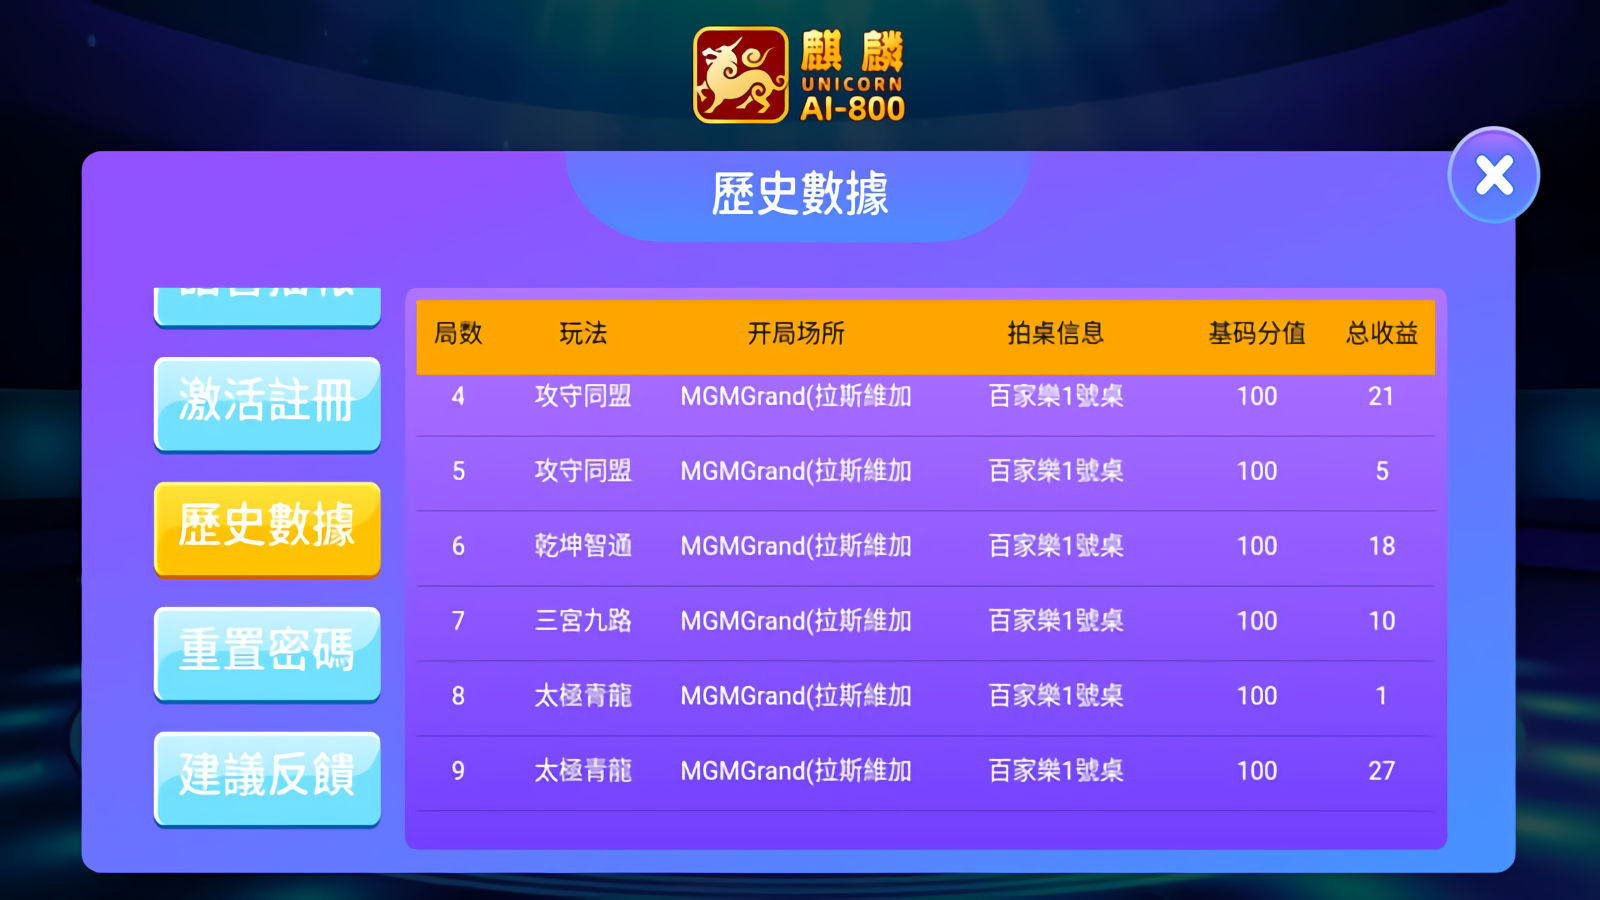 麒麟
UNICORN
AI-800
歷史數據
激活註冊
歷史數據
重置密碼
建議反饋
局数 玩法 开局场所 拍桌信息 基码分值 总收益
4 攻守同盟 MGMGrand(拉斯維加 百家樂1號桌 100 21
5 攻守同盟 MGMGrand(拉斯維加 百家樂1號桌 100 5
6 乾坤智通 MGMGrand(拉斯維加 百家樂1號桌 100 18
7 三宮九路 MGMGrand(拉斯維加 百家樂1號桌 100 10
8 太極青龍 MGMGrand(拉斯維加 百家樂1號桌 100 1
9 太極青龍 MGMGrand(拉斯維加 百家樂1號桌 100 27